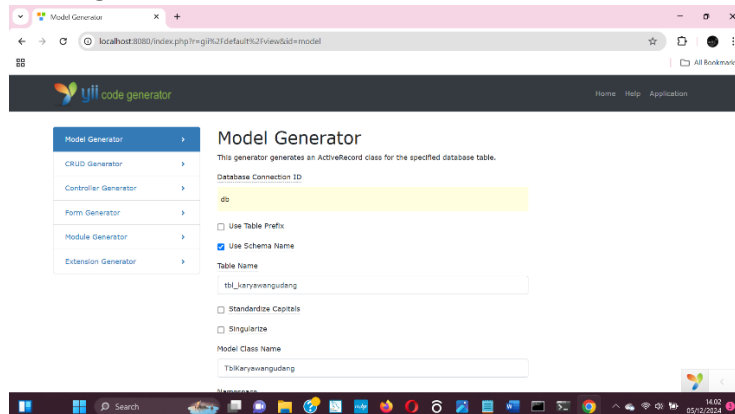 Model Generator
localhost:8080/index.php?r=gii%2Fdefault%2Fview&id=model
All Bookmarks
yii code generator
Home Help Application
Model Generator
CRUD Generator
Controller Generator
Form Generator
Module Generator
Extension Generator
Model Generator
This generator generates an ActiveRecord class for the specified database table.
Database Connection ID
db
Use Table Prefix
Use Schema Name
Table Name
tbl_karyawangudang
Standardize Capitals
Singularize
Model Class Name
TblKaryawangudang
Namespace
Search
14.02
05/12/2024